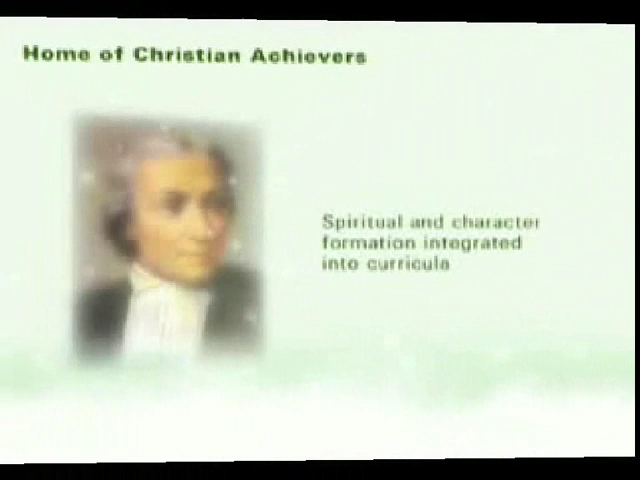 Home of Christian Achievers
Spiritual and character
formation integrated
into curricula